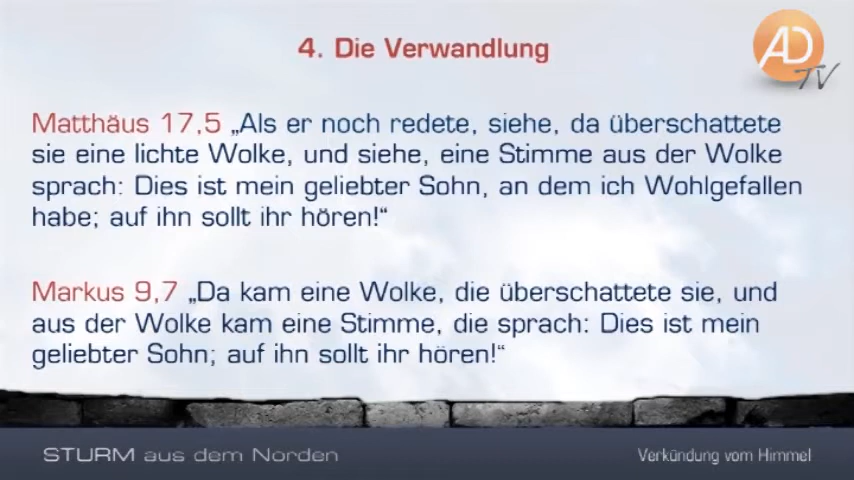 4. Die Verwandlung
AD
TV
Matthäus 17,5 „Als er noch redete, siehe, da überschattete
sie eine lichte Wolke, und siehe, eine Stimme aus der Wolke
sprach: Dies ist mein geliebter Sohn, an dem ich Wohlgefallen
habe; auf ihn sollt ihr hören!“
Markus 9,7 „Da kam eine Wolke, die überschattete sie, und
aus der Wolke kam eine Stimme, die sprach: Dies ist mein
geliebter Sohn; auf ihn sollt ihr hören!“
STURM aus dem Norden
Verkündung vom Himmel